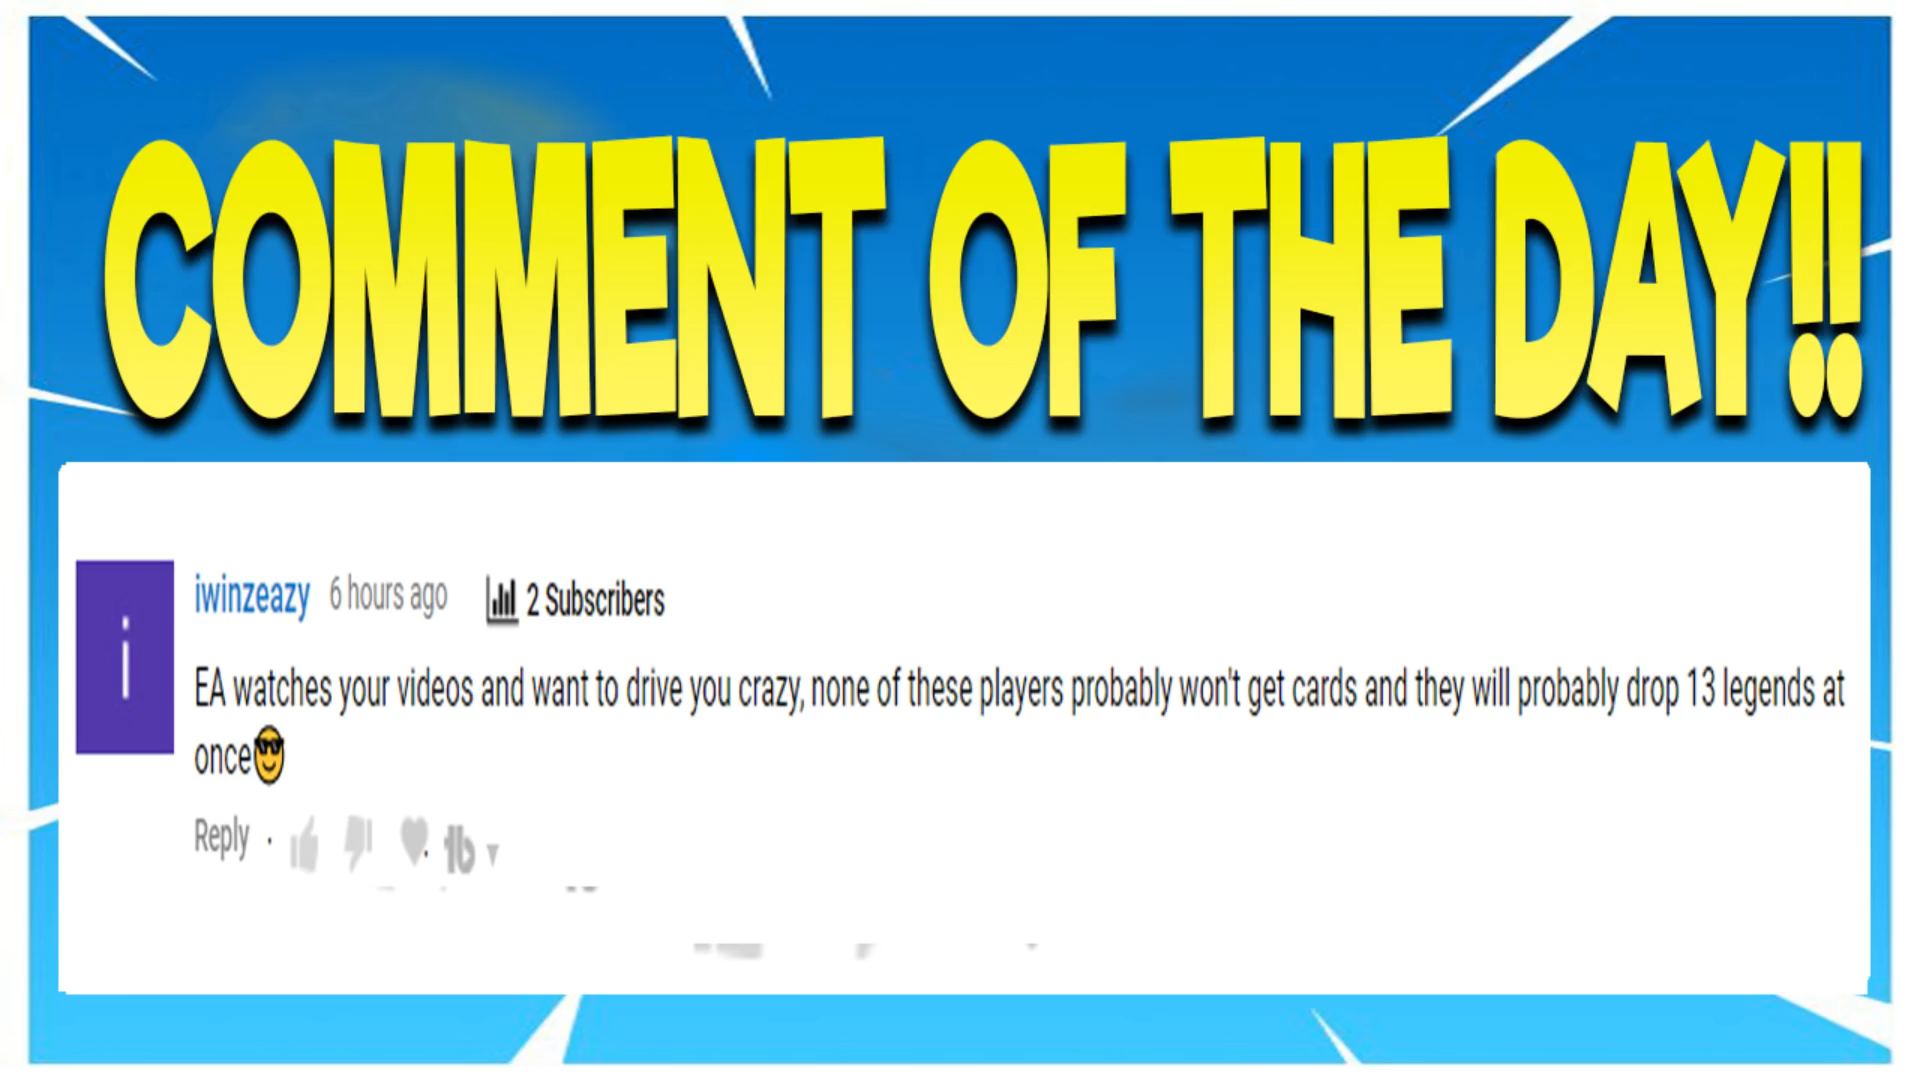 COMMENT OF THE DAY!!
i
iwinzeazy 6 hours ago 2 Subscribers
EA watches your videos and want to drive you crazy, none of these players probably won't get cards and they will probably drop 13 legends at
once😎
Reply · tb